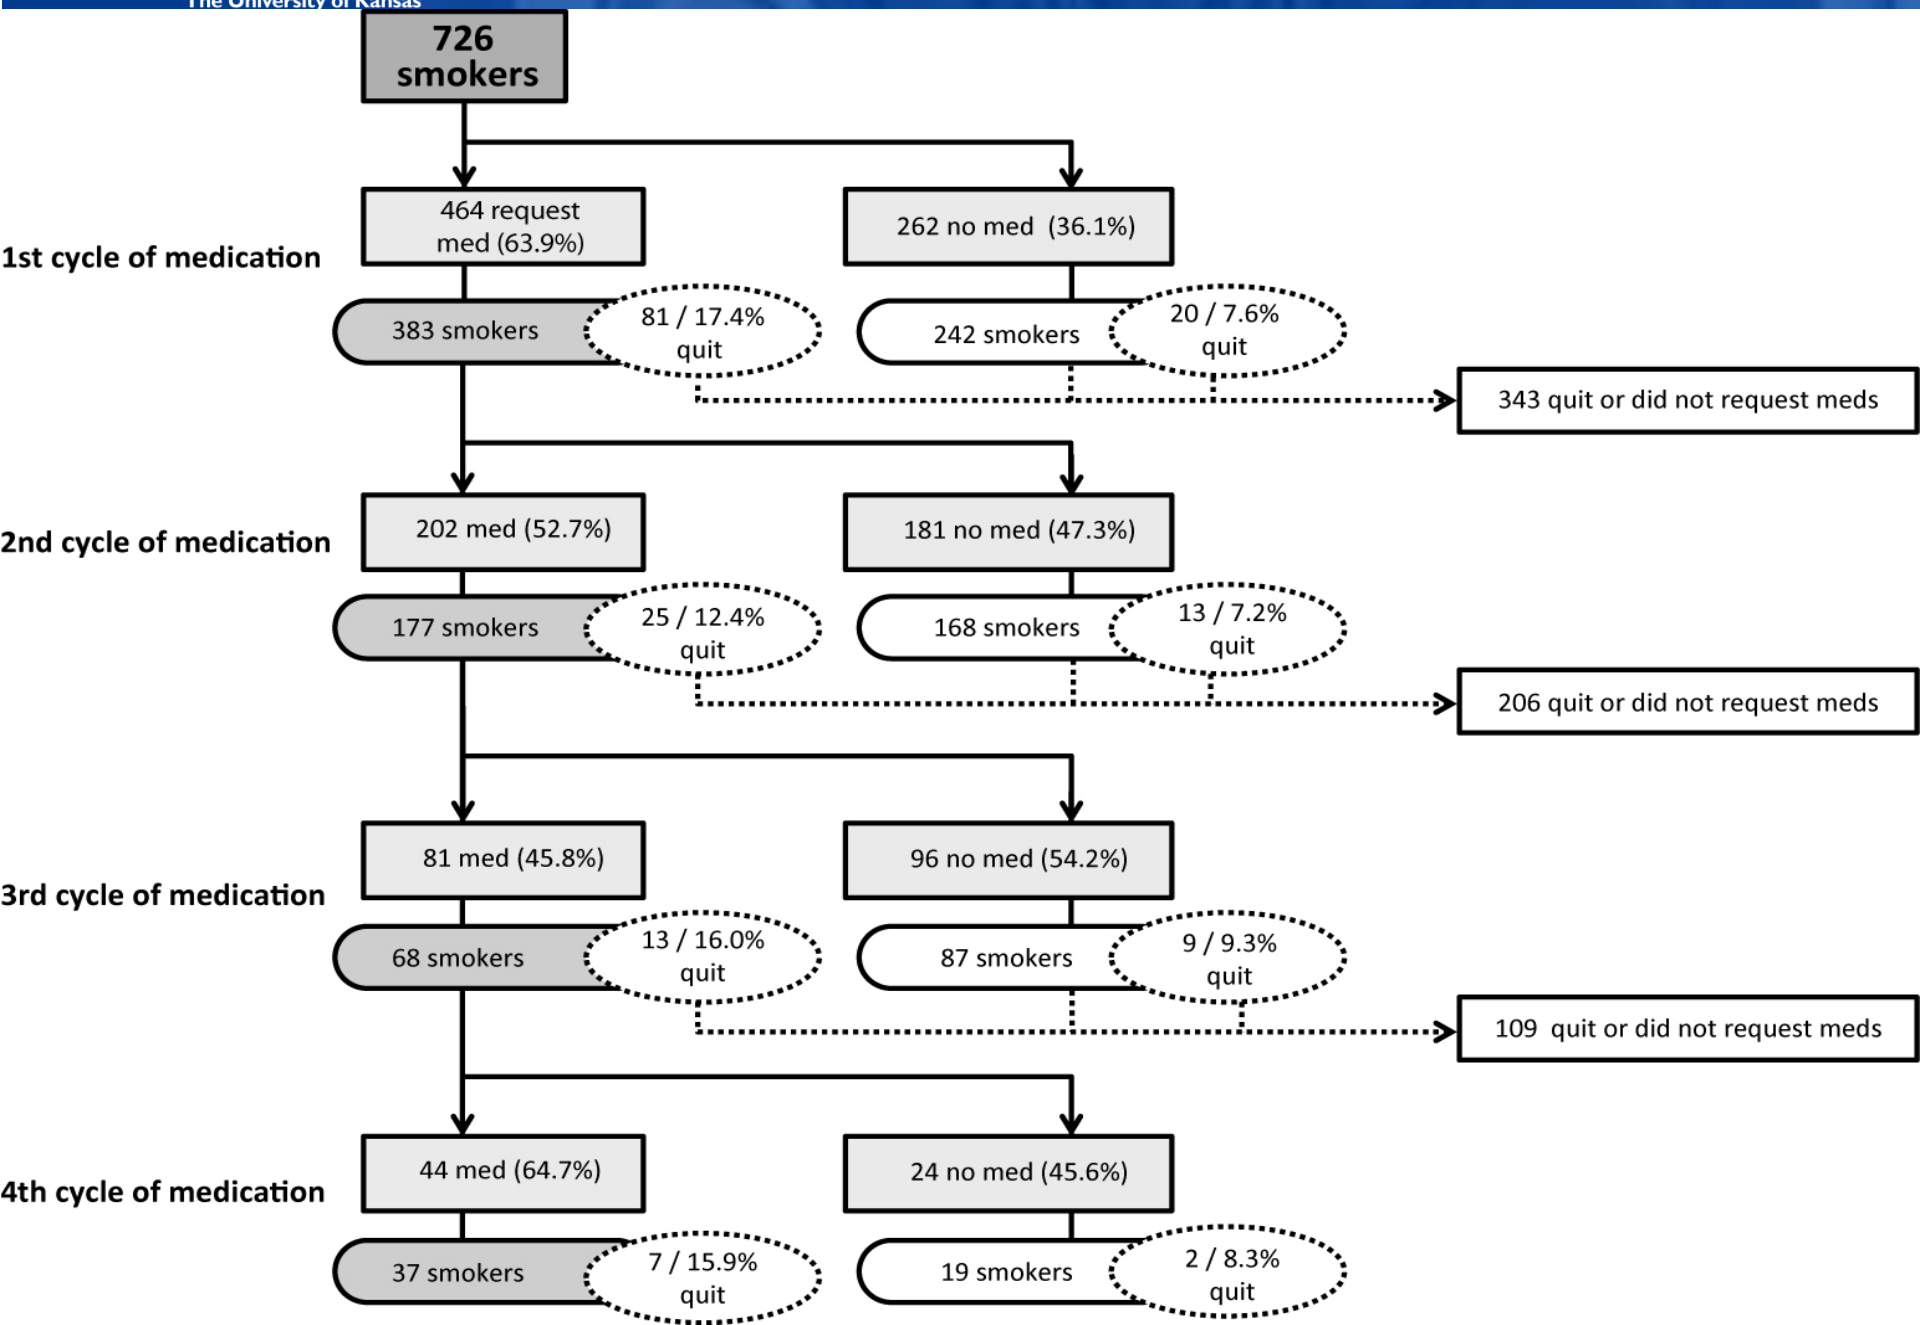 The University of Kansas
726
smokers
464 request
med (63.9%)
262 no med (36.1%)
1st cycle of medication
383 smokers
81 / 17.4%
quit
242 smokers
20 / 7.6%
quit
343 quit or did not request meds
202 med (52.7%)
181 no med (47.3%)
2nd cycle of medication
177 smokers
25 / 12.4%
quit
168 smokers
13 / 7.2%
quit
206 quit or did not request meds
81 med (45.8%)
96 no med (54.2%)
3rd cycle of medication
68 smokers
13 / 16.0%
quit
87 smokers
9 / 9.3%
quit
109 quit or did not request meds
44 med (64.7%)
24 no med (45.6%)
4th cycle of medication
37 smokers
7 / 15.9%
quit
19 smokers
2 / 8.3%
quit